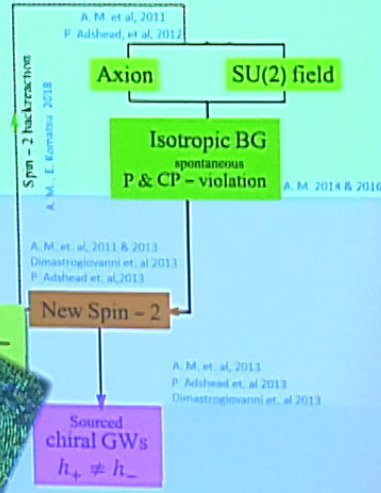 A. M. et al, 2011
P. Adshead, et al, 2012
Axion
SU(2) field
Spin – 2 backreaction
A. M., E. Komatsu 2018
Isotropic BG
spontaneous
P & CP – violation
A. M. 2014 & 2016
A. M. et. al, 2011 & 2013
Dimastrogiovanni et. al 2013
P. Adshead et. al,2013
New Spin – 2
A. M. et al, 2013
P. Adshead et. al 2013
Dimastrogiovanni et. al 2013
Sourced
chiral GWs
h₊ ≠ h₋